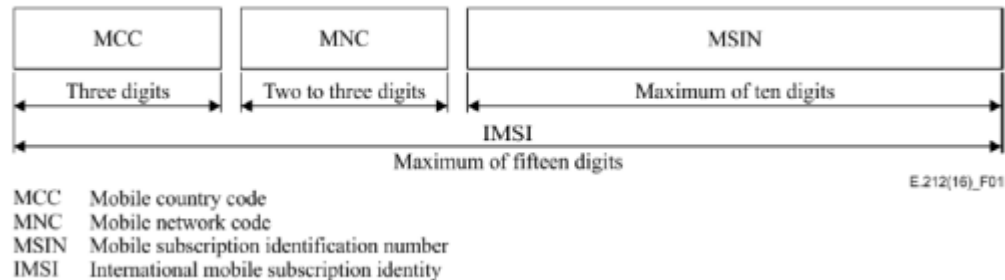 MCC MNC MSIN
Three digits Two to three digits Maximum of ten digits
IMSI
Maximum of fifteen digits
E.212(16)_F01
MCC Mobile country code
MNC Mobile network code
MSIN Mobile subscription identification number
IMSI International mobile subscription identity